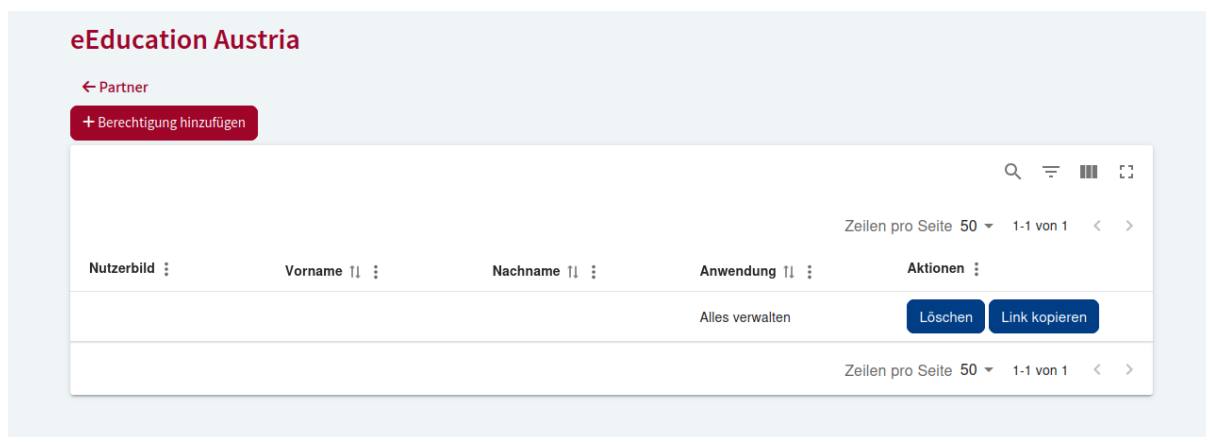 eEducation Austria
← Partner
+ Berechtigung hinzufügen
Zeilen pro Seite 50 1-1 von 1
Nutzerbild Vorname Nachname Anwendung Aktionen
Alles verwalten Löschen Link kopieren
Zeilen pro Seite 50 1-1 von 1